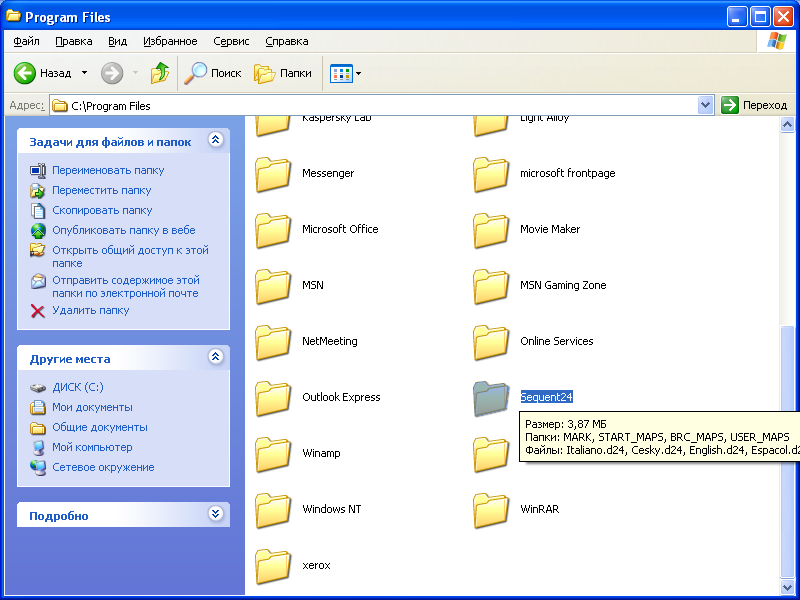 Program Files
Файл Правка Вид Избранное Сервис Справка
Назад Поиск Папки
Адрес: C:\Program Files Переход
Задачи для файлов и папок
Переименовать папку
Переместить папку
Скопировать папку
Опубликовать папку в вебе
Открыть общий доступ к этой
папке
Отправить содержимое этой
папки по электронной почте
Удалить папку
Другие места
ДИСК (C:)
Мои документы
Общие документы
Мой компьютер
Сетевое окружение
Подробно
Kaspersky Lab Light Alloy
Messenger microsoft frontpage
Microsoft Office Movie Maker
MSN MSN Gaming Zone
NetMeeting Online Services
Outlook Express Sequent24
Размер: 3,87 МБ
Папки: MARK, START_MAPS, BRC_MAPS, USER_MAPS
Файлы: Italiano.d24, Cesky.d24, English.d24, Espacol.d2
Winamp
Windows NT WinRAR
xerox